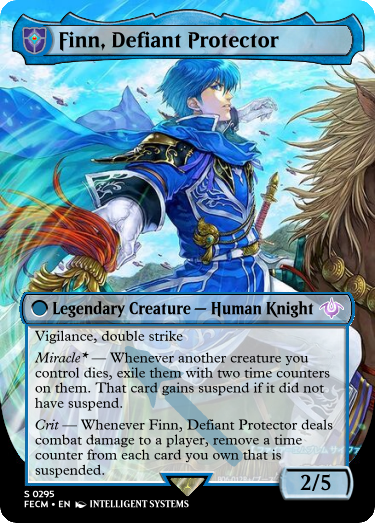 Finn, Defiant Protector
Legendary Creature — Human Knight
Vigilance, double strike
Miracle* — Whenever another creature you
control dies, exile them with two time counters
on them. That card gains suspend if it did not
have suspend.
Crit — Whenever Finn, Defiant Protector deals
combat damage to a player, remove a time
counter from each card you own that is
suspended.
2/5
S 0295
FECM • EN INTELLIGENT SYSTEMS